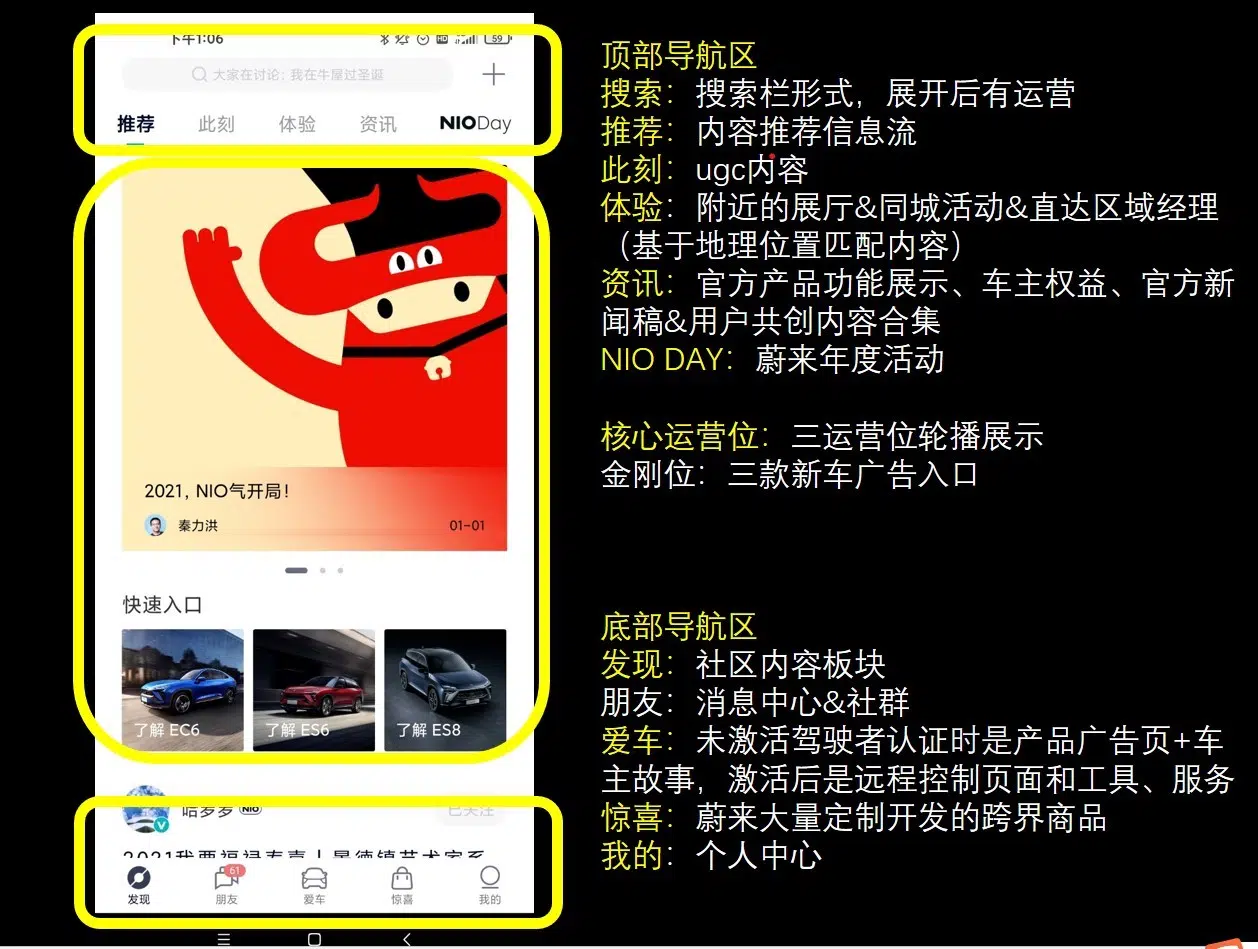 下午1:06
HD
59
大家在讨论：我在牛屋过圣诞
推荐
此刻
体验
资讯
NIODay
2021, NIO气开局！
秦力洪
01-01
快速入口
了解 EC6
了解 ES6
了解 ES8
哈罗罗
NIO
已关注
发现
61
朋友
爱车
惊喜
我的
顶部导航区
搜索：搜索栏形式，展开后有运营
推荐：内容推荐信息流
此刻：ugc内容
体验：附近的展厅&同城活动&直达区域经理
（基于地理位置匹配内容）
资讯：官方产品功能展示、车主权益、官方新
闻稿&用户共创内容合集
NIO DAY：蔚来年度活动
核心运营位：三运营位轮播展示
金刚位：三款新车广告入口
底部导航区
发现：社区内容板块
朋友：消息中心&社群
爱车：未激活驾驶者认证时是产品广告页+车
主故事，激活后是远程控制页面和工具、服务
惊喜：蔚来大量定制开发的跨界商品
我的：个人中心